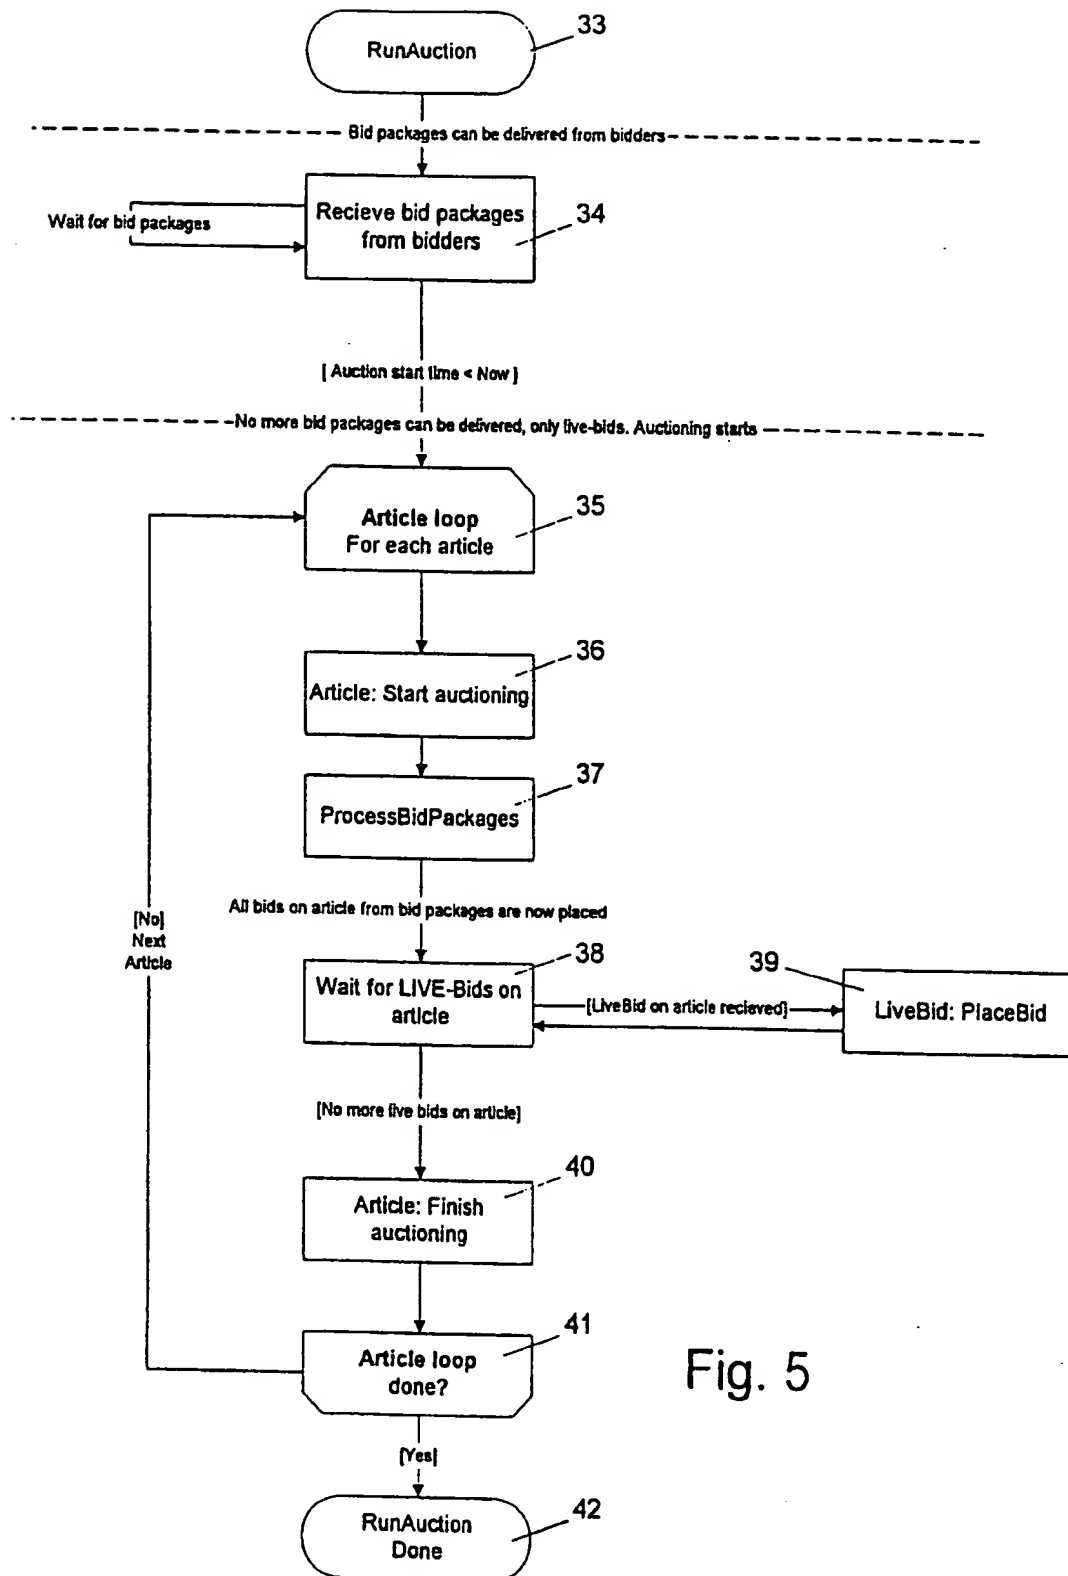 33
RunAuction
Bid packages can be delivered from bidders
Wait for bid packages
Recieve bid packages
from bidders
34
[ Auction start time < Now ]
No more bid packages can be delivered, only live-bids. Auctioning starts
Article loop
For each article
35
36
Article: Start auctioning
37
ProcessBidPackages
All bids on article from bid packages are now placed
[No]
Next
Article
38
Wait for LIVE-Bids on
article
[LiveBid on article recieved]
39
LiveBid: PlaceBid
[No more live bids on article]
40
Article: Finish
auctioning
41
Article loop
done?
Fig. 5
[Yes]
RunAuction
Done
42